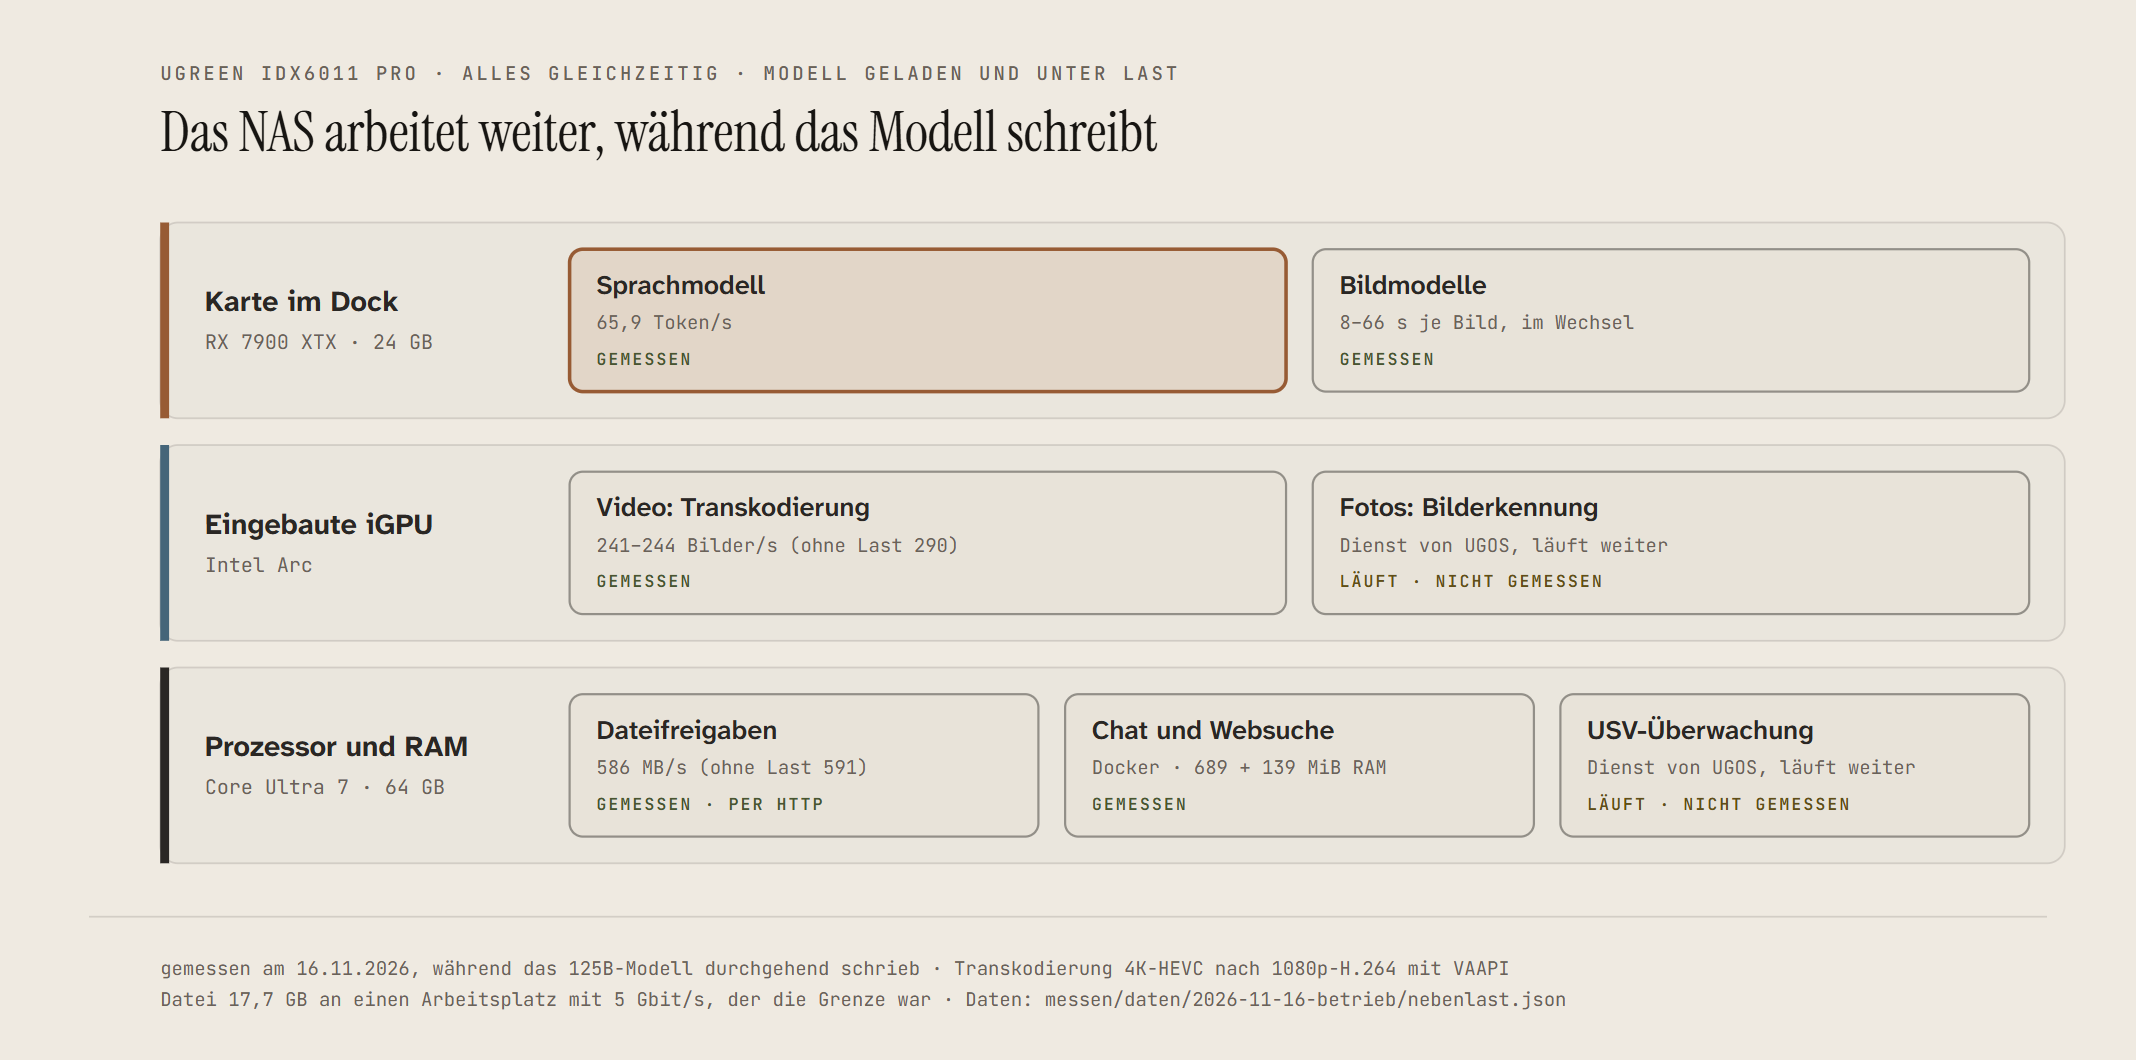 UGREEN IDX6011 PRO · ALLES GLEICHZEITIG · MODELL GELADEN UND UNTER LAST
Das NAS arbeitet weiter, während das Modell schreibt
Karte im Dock
RX 7900 XTX · 24 GB
Sprachmodell
65,9 Token/s
GEMESSEN
Bildmodelle
8–66 s je Bild, im Wechsel
GEMESSEN
Eingebaute iGPU
Intel Arc
Video: Transkodierung
241–244 Bilder/s (ohne Last 290)
GEMESSEN
Fotos: Bilderkennung
Dienst von UGOS, läuft weiter
LÄUFT · NICHT GEMESSEN
Prozessor und RAM
Core Ultra 7 · 64 GB
Dateifreigaben
586 MB/s (ohne Last 591)
GEMESSEN · PER HTTP
Chat und Websuche
Docker · 689 + 139 MiB RAM
GEMESSEN
USV-Überwachung
Dienst von UGOS, läuft weiter
LÄUFT · NICHT GEMESSEN
gemessen am 16.11.2026, während das 125B-Modell durchgehend schrieb · Transkodierung 4K-HEVC nach 1080p-H.264 mit VAAPI
Datei 17,7 GB an einen Arbeitsplatz mit 5 Gbit/s, der die Grenze war · Daten: messen/daten/2026-11-16-betrieb/nebenlast.json